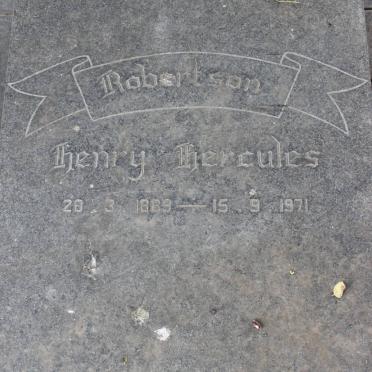 Robertson
Henry Hercules
28 . 3 1889 — 15 . 9 1971